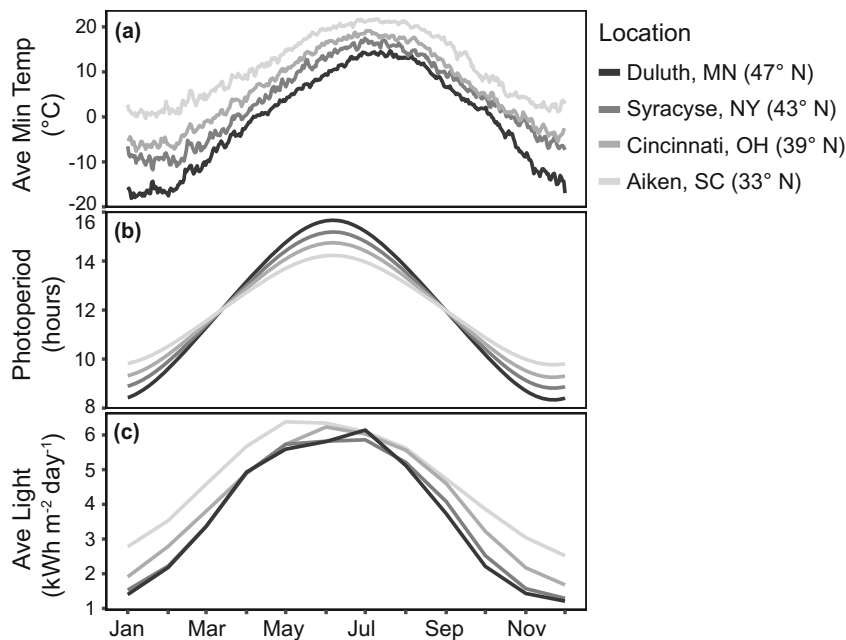 (a)
Ave Min Temp
(°C)
20
10
0
-10
-20
(b)
Photoperiod
(hours)
16
14
12
10
8
(c)
Ave Light
(kWh m⁻² day⁻¹)
6
5
4
3
2
1
Jan Mar May Jul Sep Nov
Location
Duluth, MN (47° N)
Syracyse, NY (43° N)
Cincinnati, OH (39° N)
Aiken, SC (33° N)